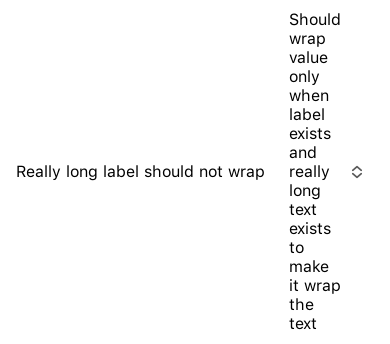 Really long label should not wrap
Should
wrap
value
only
when
label
exists
and
really
long
text
exists
to
make
it wrap
the
text